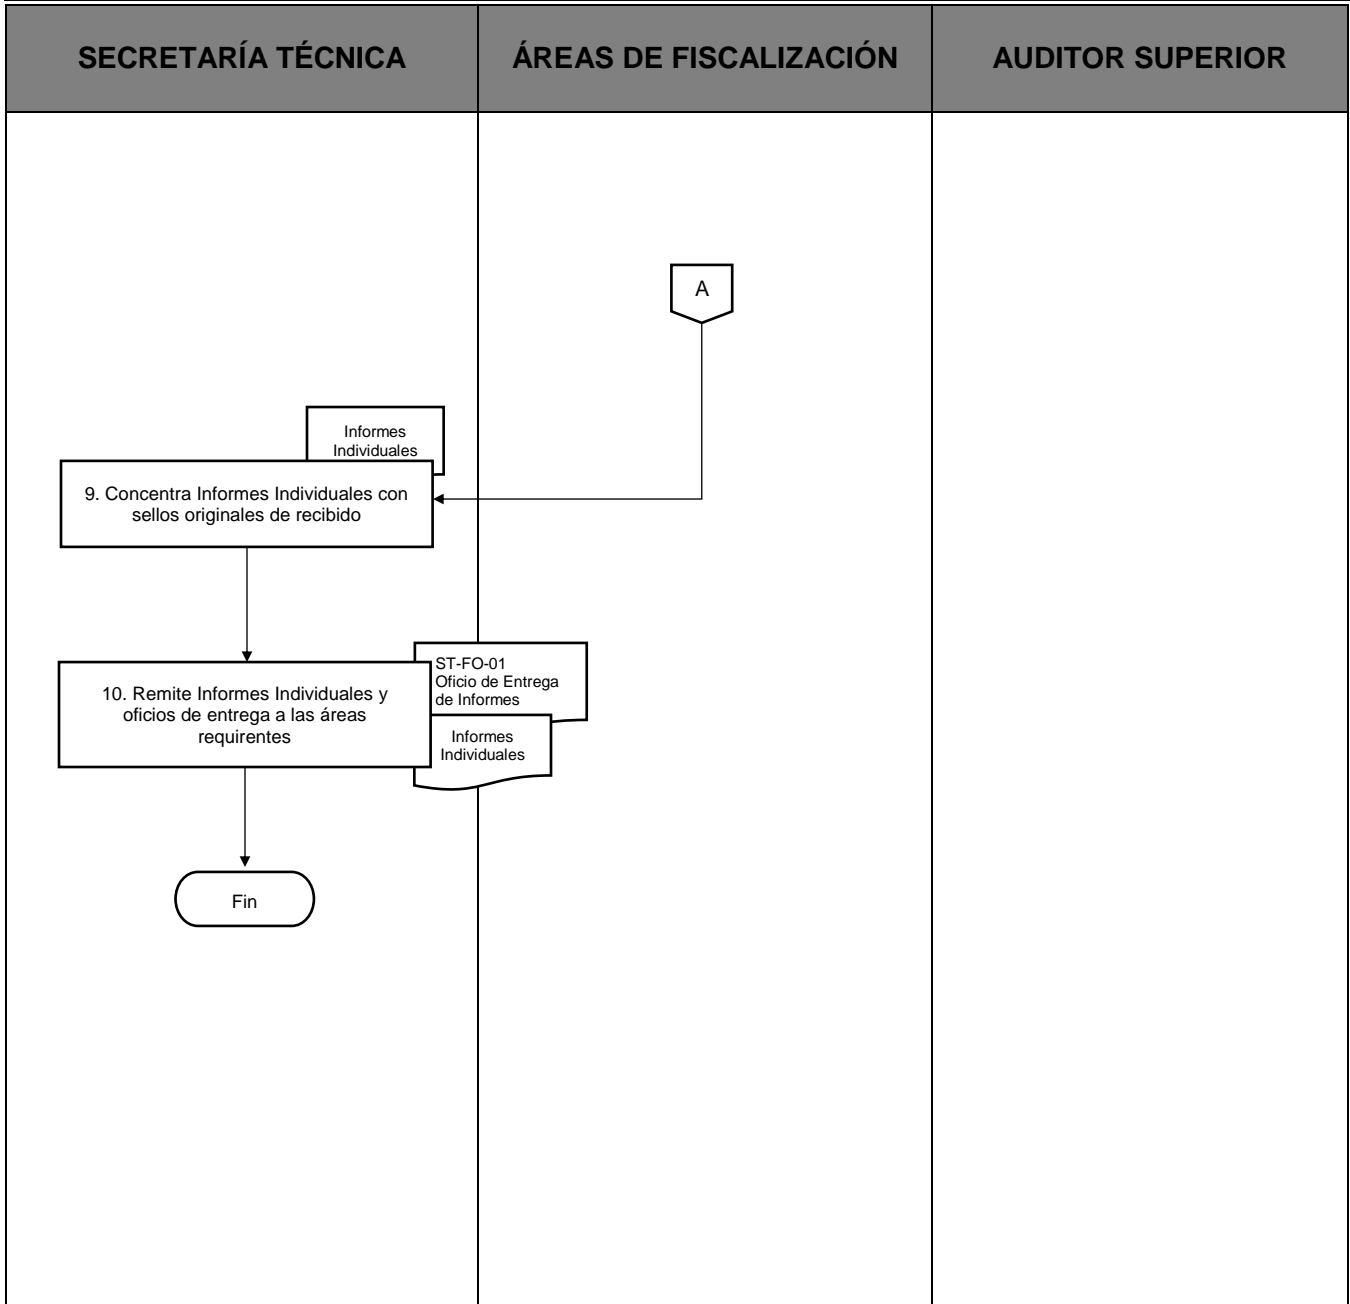 SECRETARÍA TÉCNICA
ÁREAS DE FISCALIZACIÓN
AUDITOR SUPERIOR
A
Informes
Individuales
9. Concentra Informes Individuales con
sellos originales de recibido
ST-FO-01
Oficio de Entrega
de Informes
10. Remite Informes Individuales y
oficios de entrega a las áreas
requirentes
Informes
Individuales
Fin